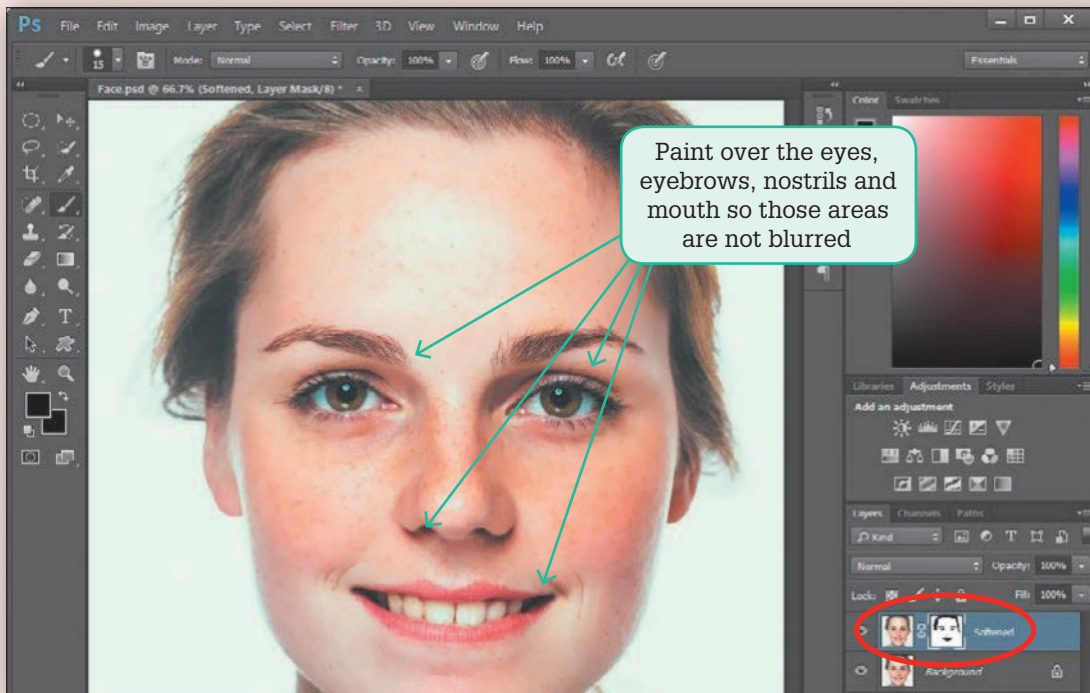 Ps File Edit Image Layer Type Select Filter 3D View Window Help
15 Mode: Normal Opacity: 100% Flow: 100% Essentials
Face.psd @ 66.7% (Softened, Layer Mask/8) * ×
Color Swatches
Paint over the eyes,
eyebrows, nostrils and
mouth so those areas
are not blurred
Libraries Adjustments Styles
Add an adjustment
Layers Channels Paths
Kind
Normal Opacity: 100%
Lock: Fill: 100%
Softened
Background